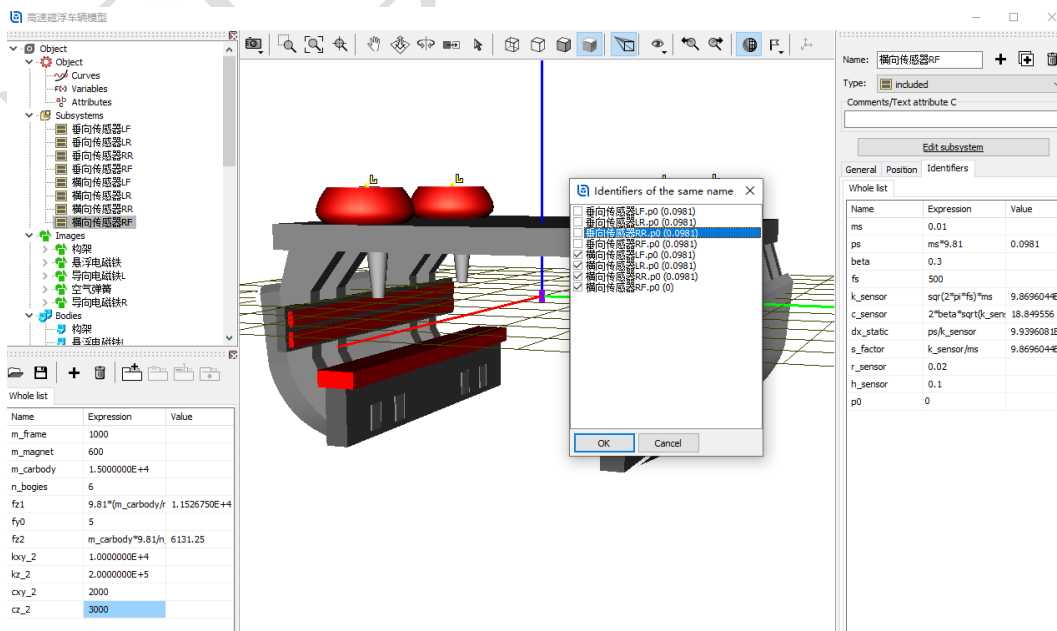 高速磁浮车辆模型
Object
Object
Curves
F(x) Variables
Attributes
Subsystems
垂向传感器LF
垂向传感器LR
垂向传感器RR
垂向传感器RF
横向传感器LF
横向传感器LR
横向传感器RR
横向传感器RF
Images
构架
悬浮电磁铁
导向电磁铁L
空气弹簧
导向电磁铁R
Bodies
构架
Whole list
Name Expression Value
m_frame 1000
m_magnet 600
m_carbody 1.5000000E+4
n_bogies 6
fz1 9.81*(m_carbody/r 1.1526750E+4
fy0 5
fz2 m_carbody*9.81/n_ 6131.25
kxy_2 1.0000000E+4
kz_2 2.0000000E+5
cxy_2 2000
cz_2 3000
Identifiers of the same name
垂向传感器LF.p0 (0.0981)
垂向传感器LR.p0 (0.0981)
垂向传感器RR.p0 (0.0981)
垂向传感器RF.p0 (0.0981)
横向传感器LF.p0 (0.0981)
横向传感器LR.p0 (0.0981)
横向传感器RR.p0 (0.0981)
横向传感器RF.p0 (0)
OK Cancel
Name: 横向传感器RF
Type: included
Comments/Text attribute C
Edit subsystem
General Position Identifiers
Whole list
Name Expression Value
ms 0.01
ps ms*9.81 0.0981
beta 0.3
fs 500
k_sensor sqr(2*pi*fs)*ms 9.8696044E
c_sensor 2*beta*sqrt(k_sens 18.849556
dx_static ps/k_sensor 9.9396081E
s_factor k_sensor/ms 9.8696044E
r_sensor 0.02
h_sensor 0.1
p0 0